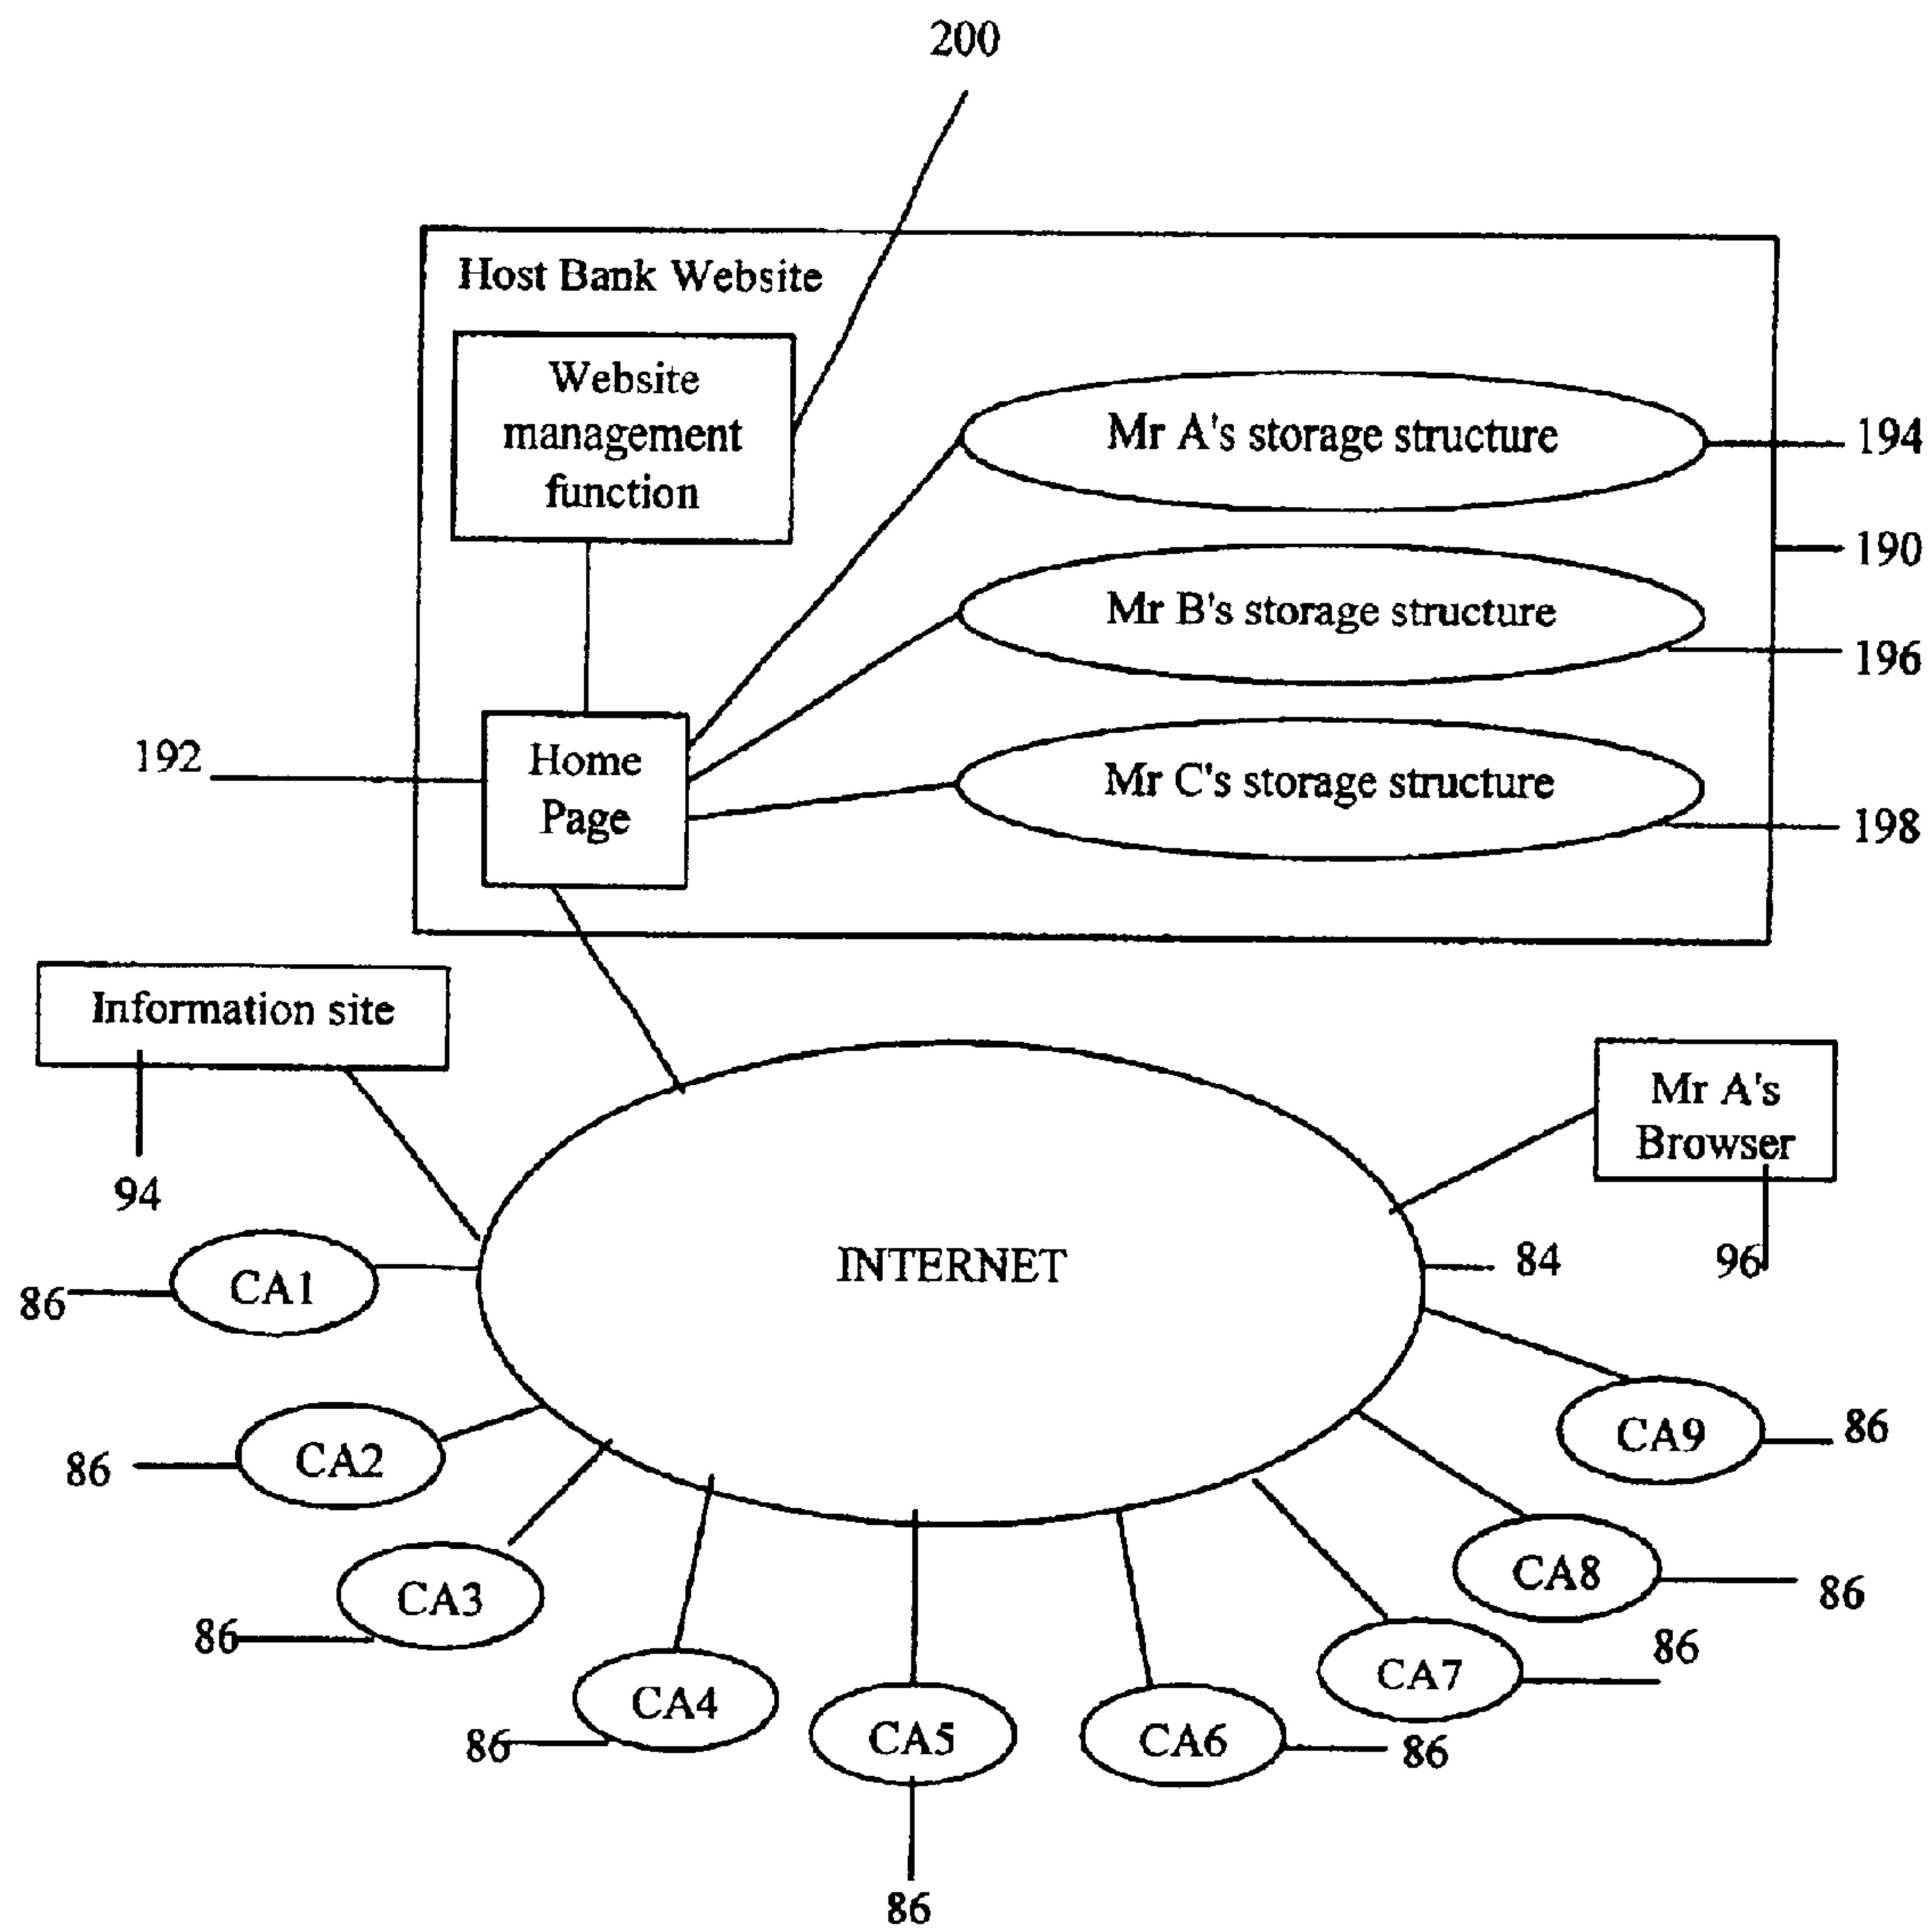 200
Host Bank Website
Website
management
function
Mr A's storage structure
194
190
Mr B's storage structure
196
192
Home
Page
Mr C's storage structure
198
Information site
94
Mr A's
Browser
96
INTERNET
84
CA1
86
CA2
86
CA3
86
CA4
86
CA5
86
CA6
86
CA7
86
CA8
86
CA9
86